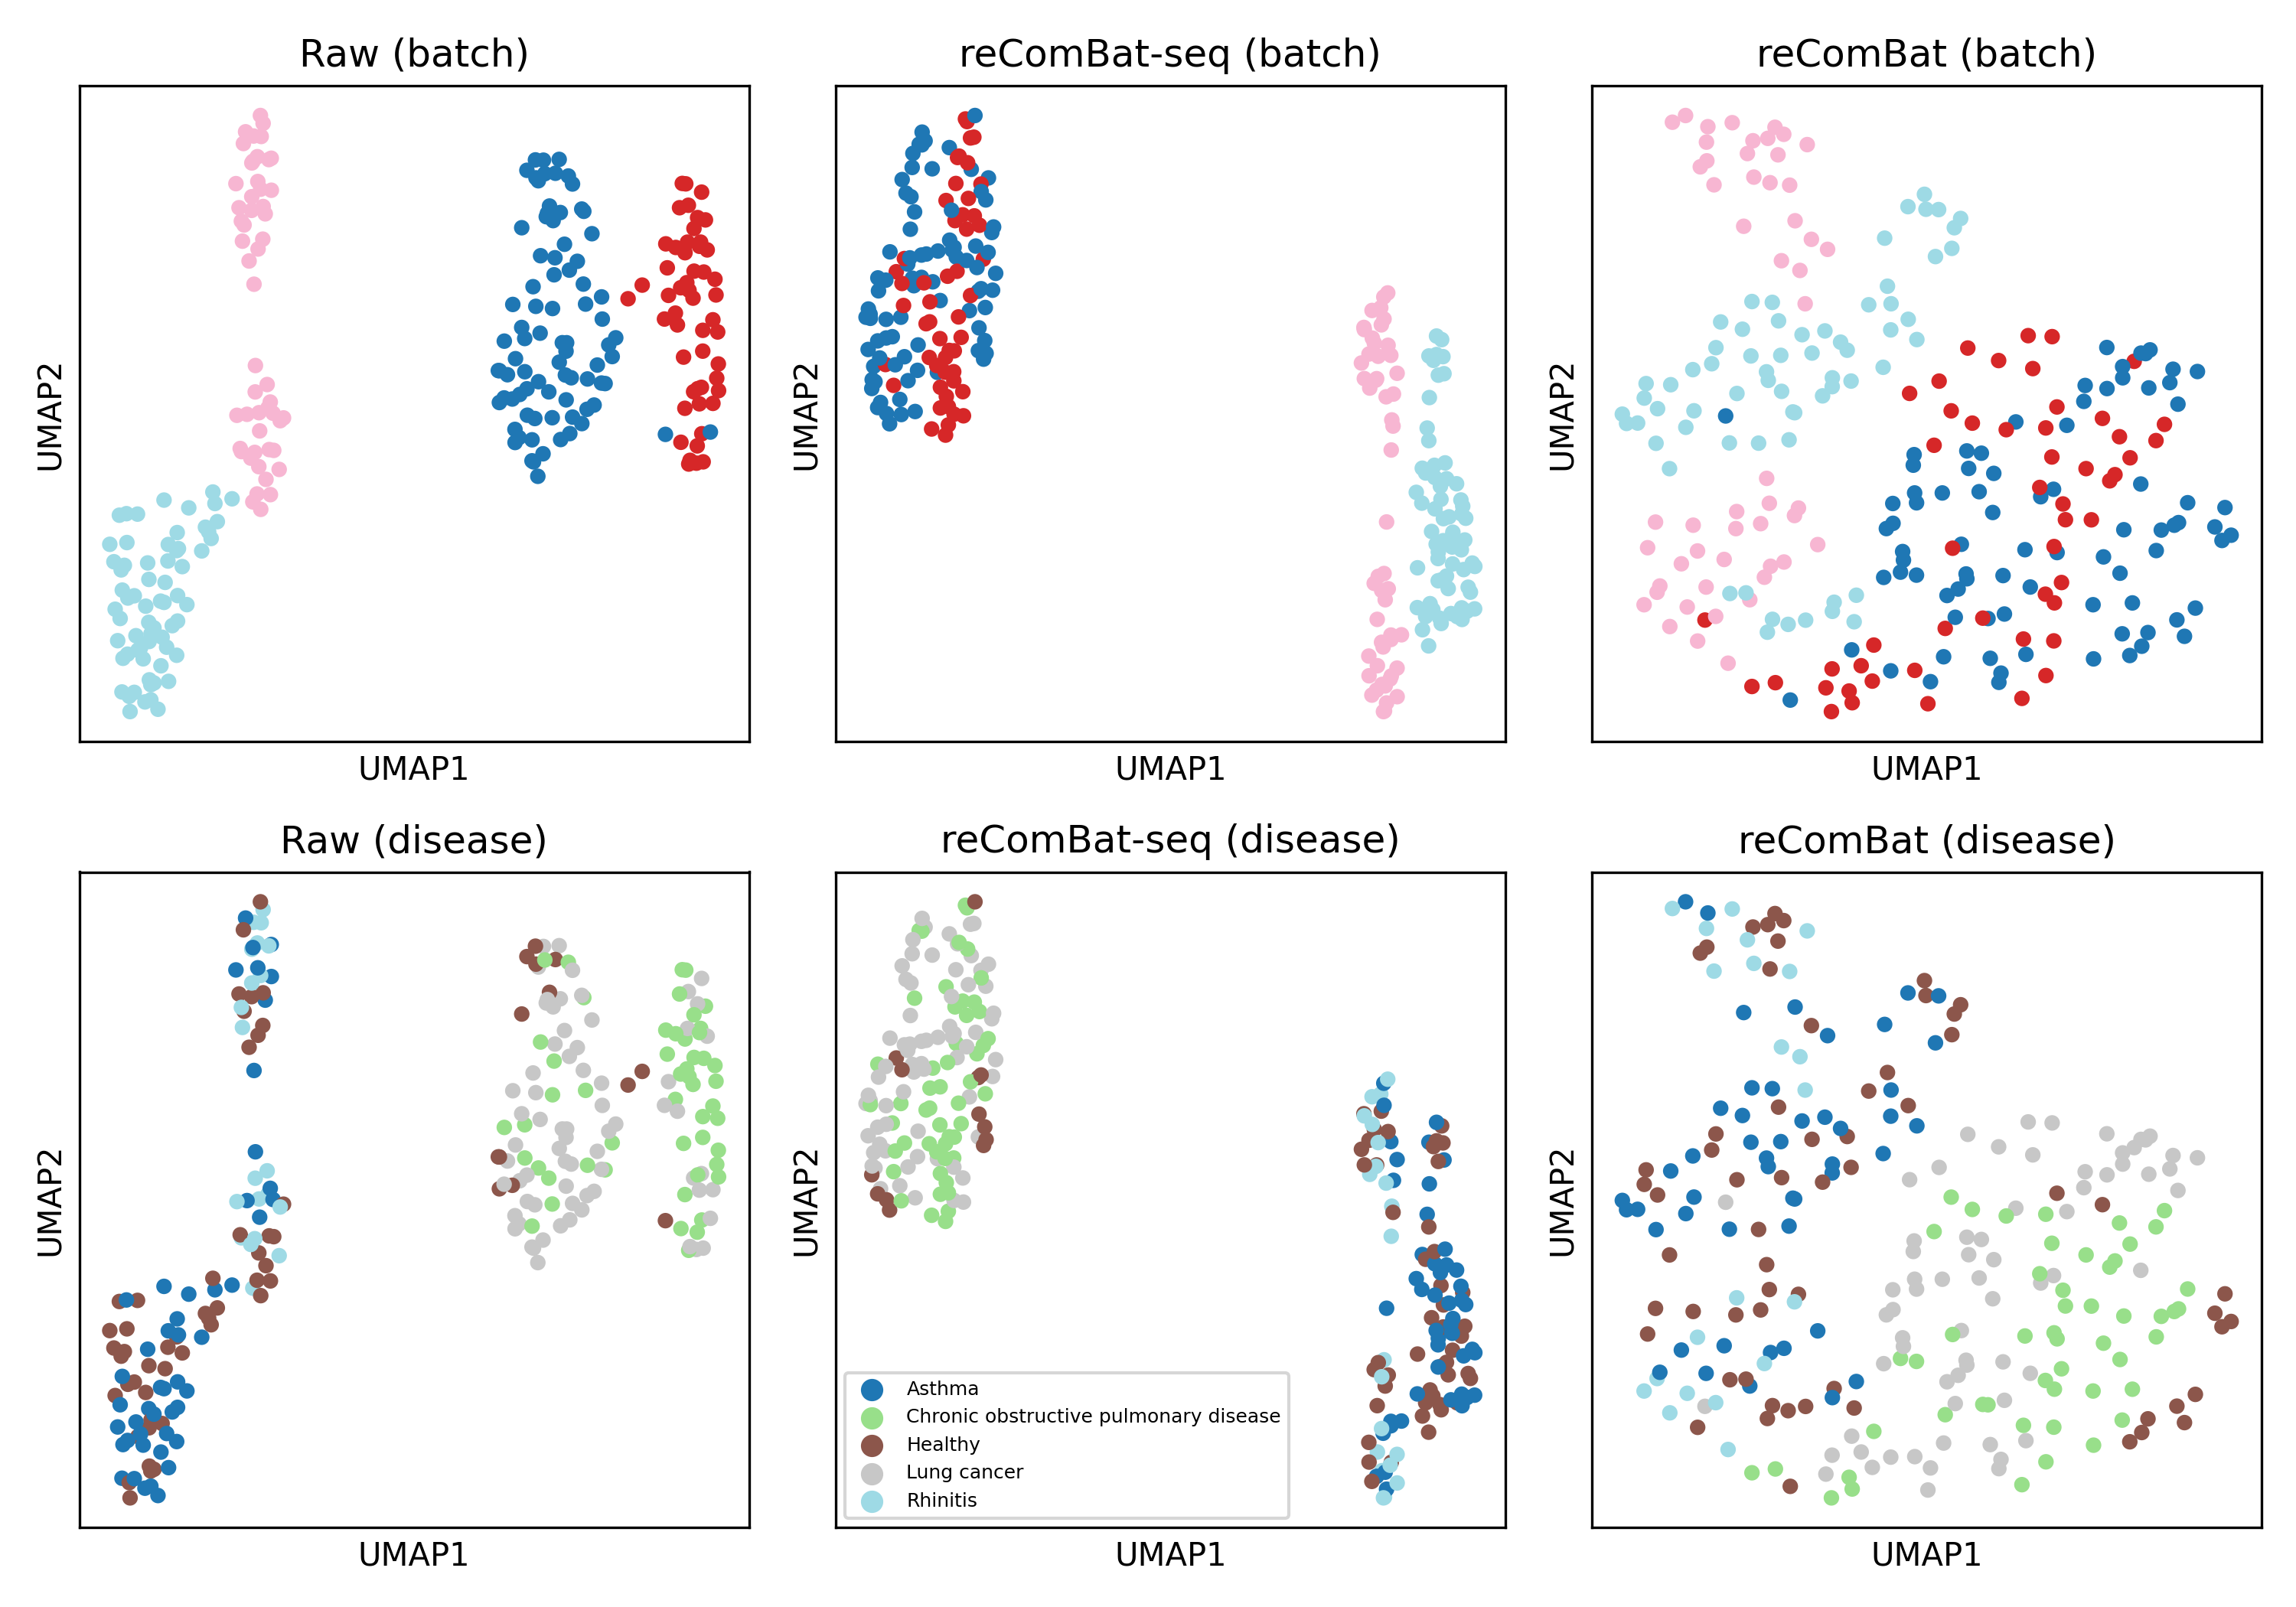 Raw (batch)
reComBat-seq (batch)
reComBat (batch)
UMAP2
UMAP2
UMAP2
UMAP1
UMAP1
UMAP1
Raw (disease)
reComBat-seq (disease)
reComBat (disease)
UMAP2
UMAP2
UMAP2
Asthma
Chronic obstructive pulmonary disease
Healthy
Lung cancer
Rhinitis
UMAP1
UMAP1
UMAP1